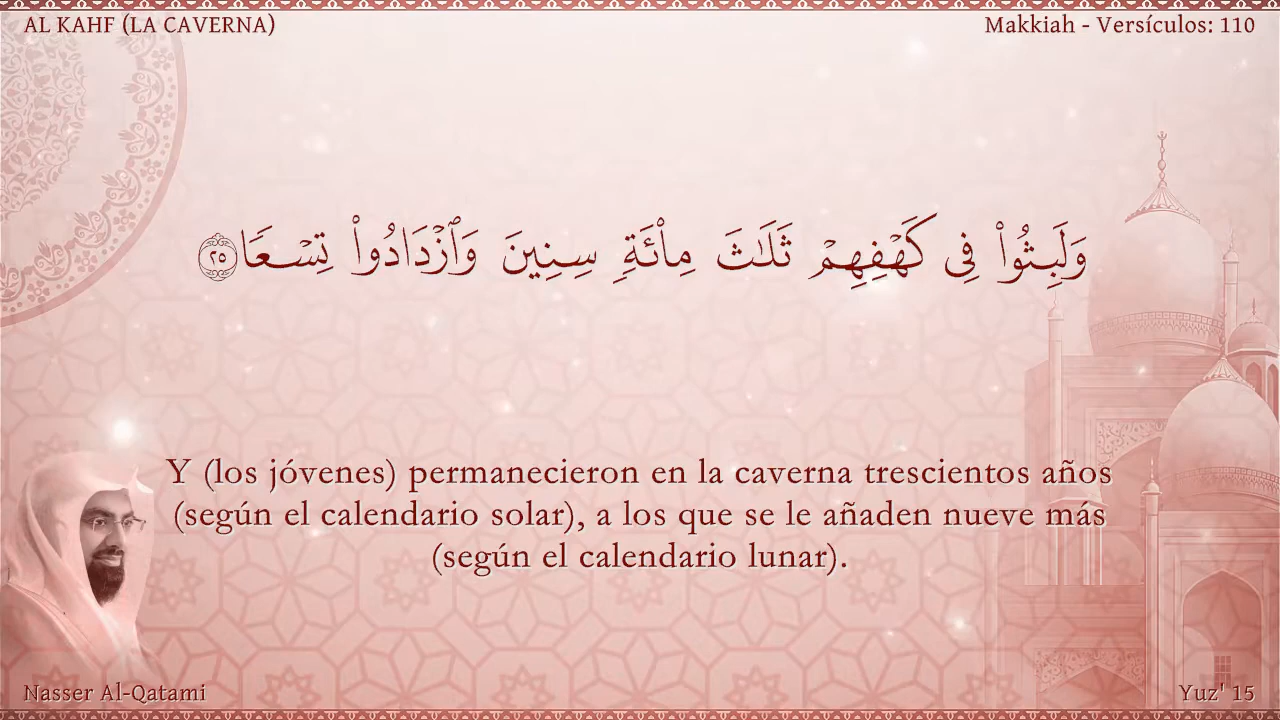 AL KAHF (LA CAVERNA)
Makkiah - Versículos: 110
وَلَبِثُوا۟ فِى كَهْفِهِمْ ثَلَٰثَ مِا۟ئَةٍۢ سِنِينَ وَٱزْدَادُوا۟ تِسْعًۭا ٢٥
Y (los jóvenes) permanecieron en la caverna trescientos años
(según el calendario solar), a los que se le añaden nueve más
(según el calendario lunar).
Nasser Al-Qatami
Yuz' 15